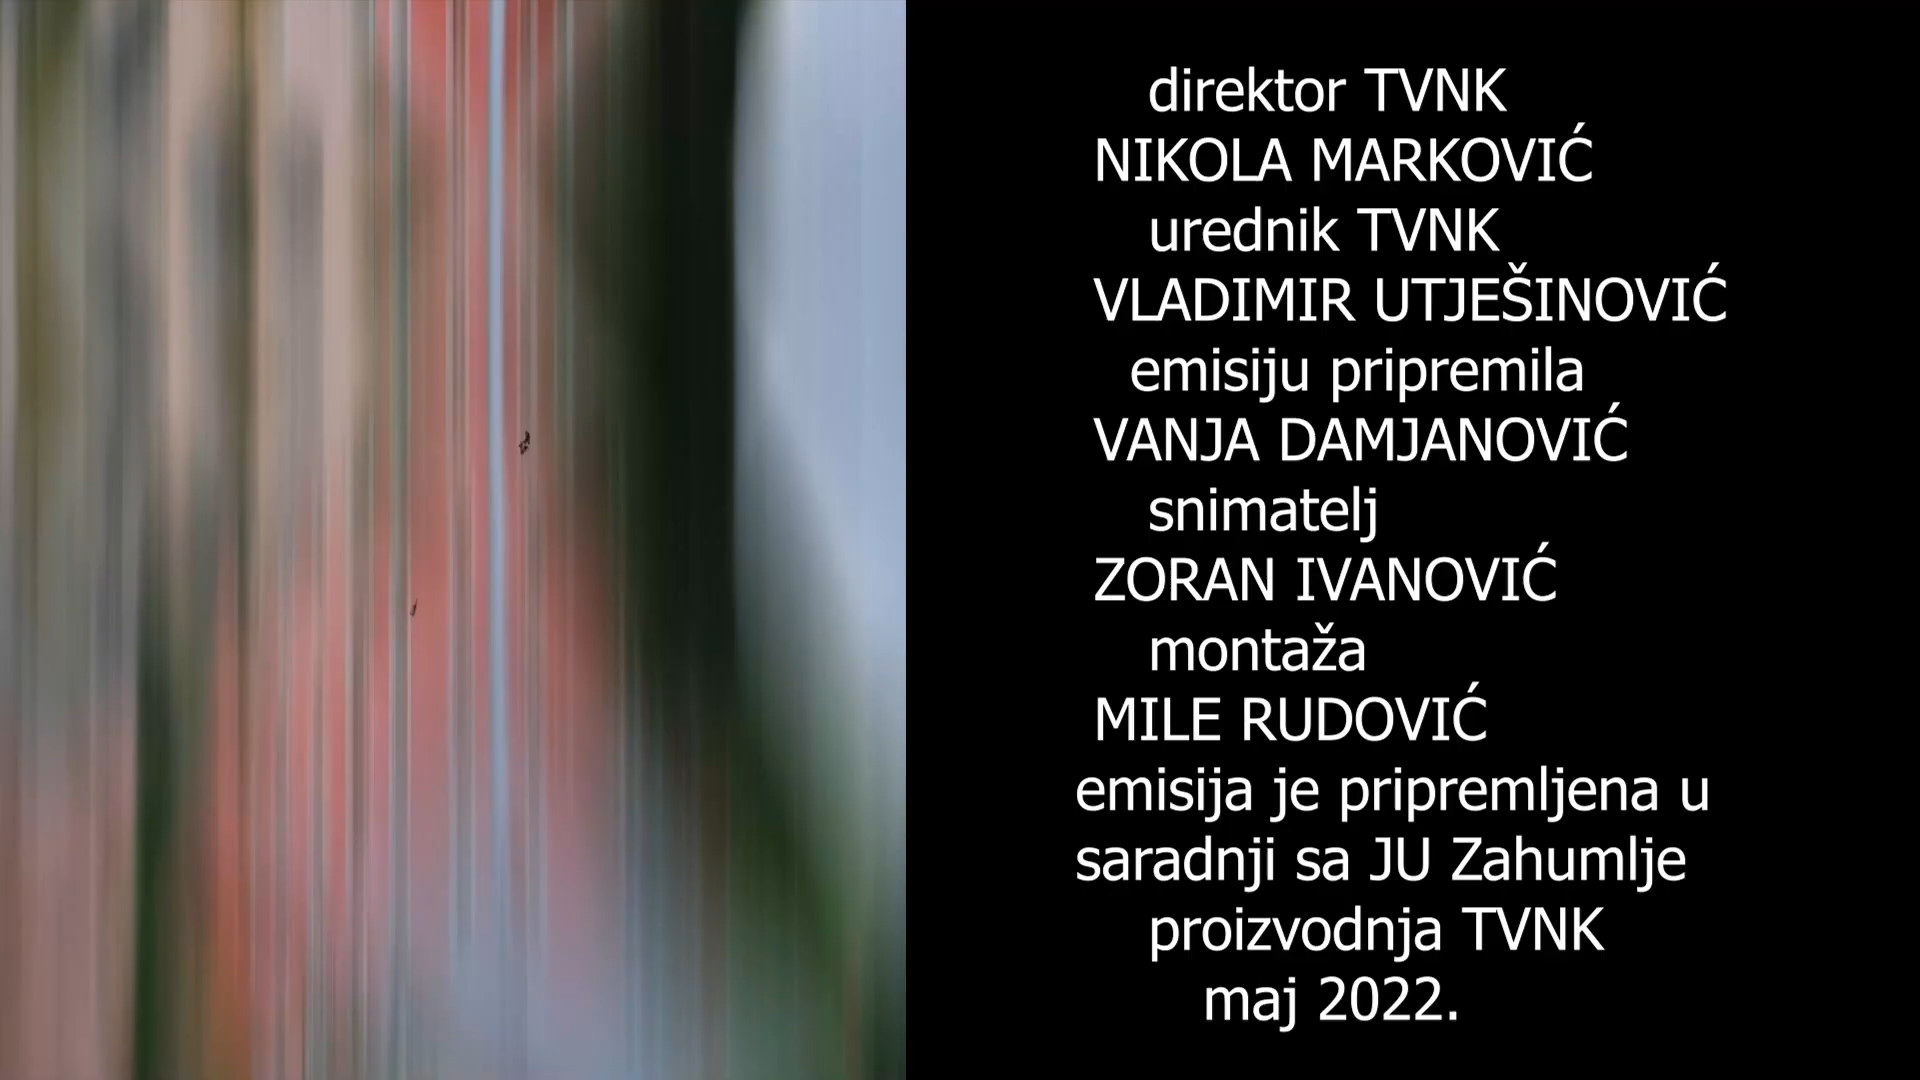 direktor TVNK
NIKOLA MARKOVIĆ
urednik TVNK
VLADIMIR UTJEŠINOVIĆ
emisiju pripremila
VANJA DAMJANOVIĆ
snimatelj
ZORAN IVANOVIĆ
montaža
MILE RUDOVIĆ
emisija je pripremljena u
saradnji sa JU Zahumlje
proizvodnja TVNK
maj 2022.